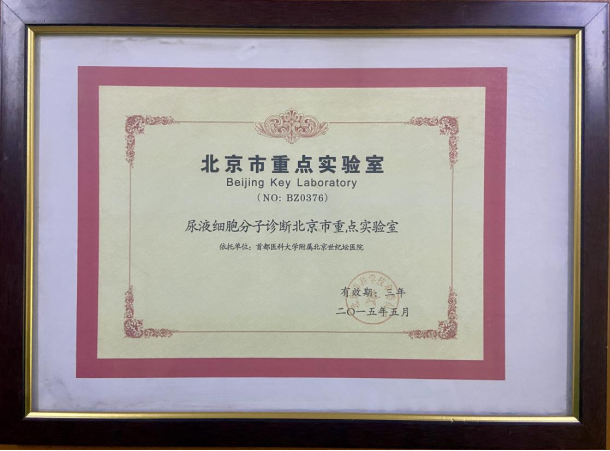 北京市重点实验室
Beijing Key Laboratory
(NO: BZ0376)
尿液细胞分子诊断北京市重点实验室
依托单位：首都医科大学附属北京世纪坛医院
有效期：三年
二〇一五年五月